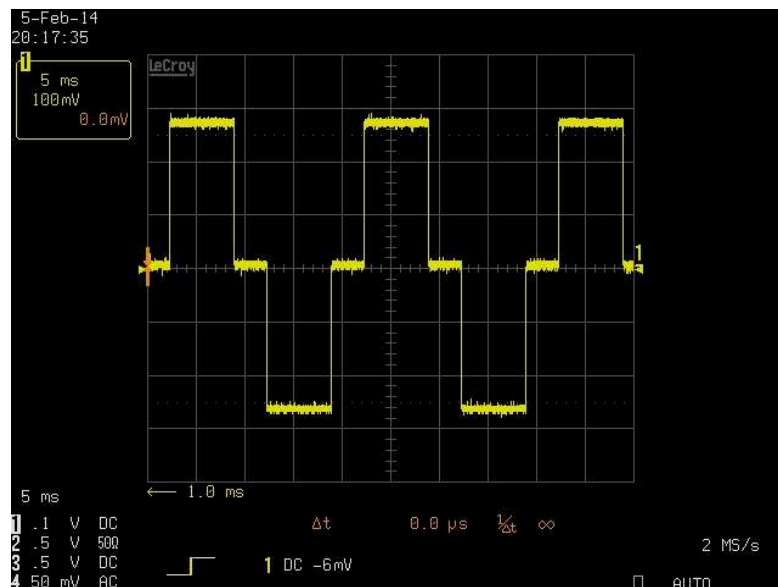 5-Feb-14
20:17:35
1
LeCroy
5 ms
100mV
0.0mV
1
5 ms
← 1.0 ms
1 .1 V DC
2 .5 V 50Ω
3 .5 V DC
4 50 mV AC
Δt 0.0 µs 1/Δt ∞
1 DC -6mV
2 MS/s
AUTO